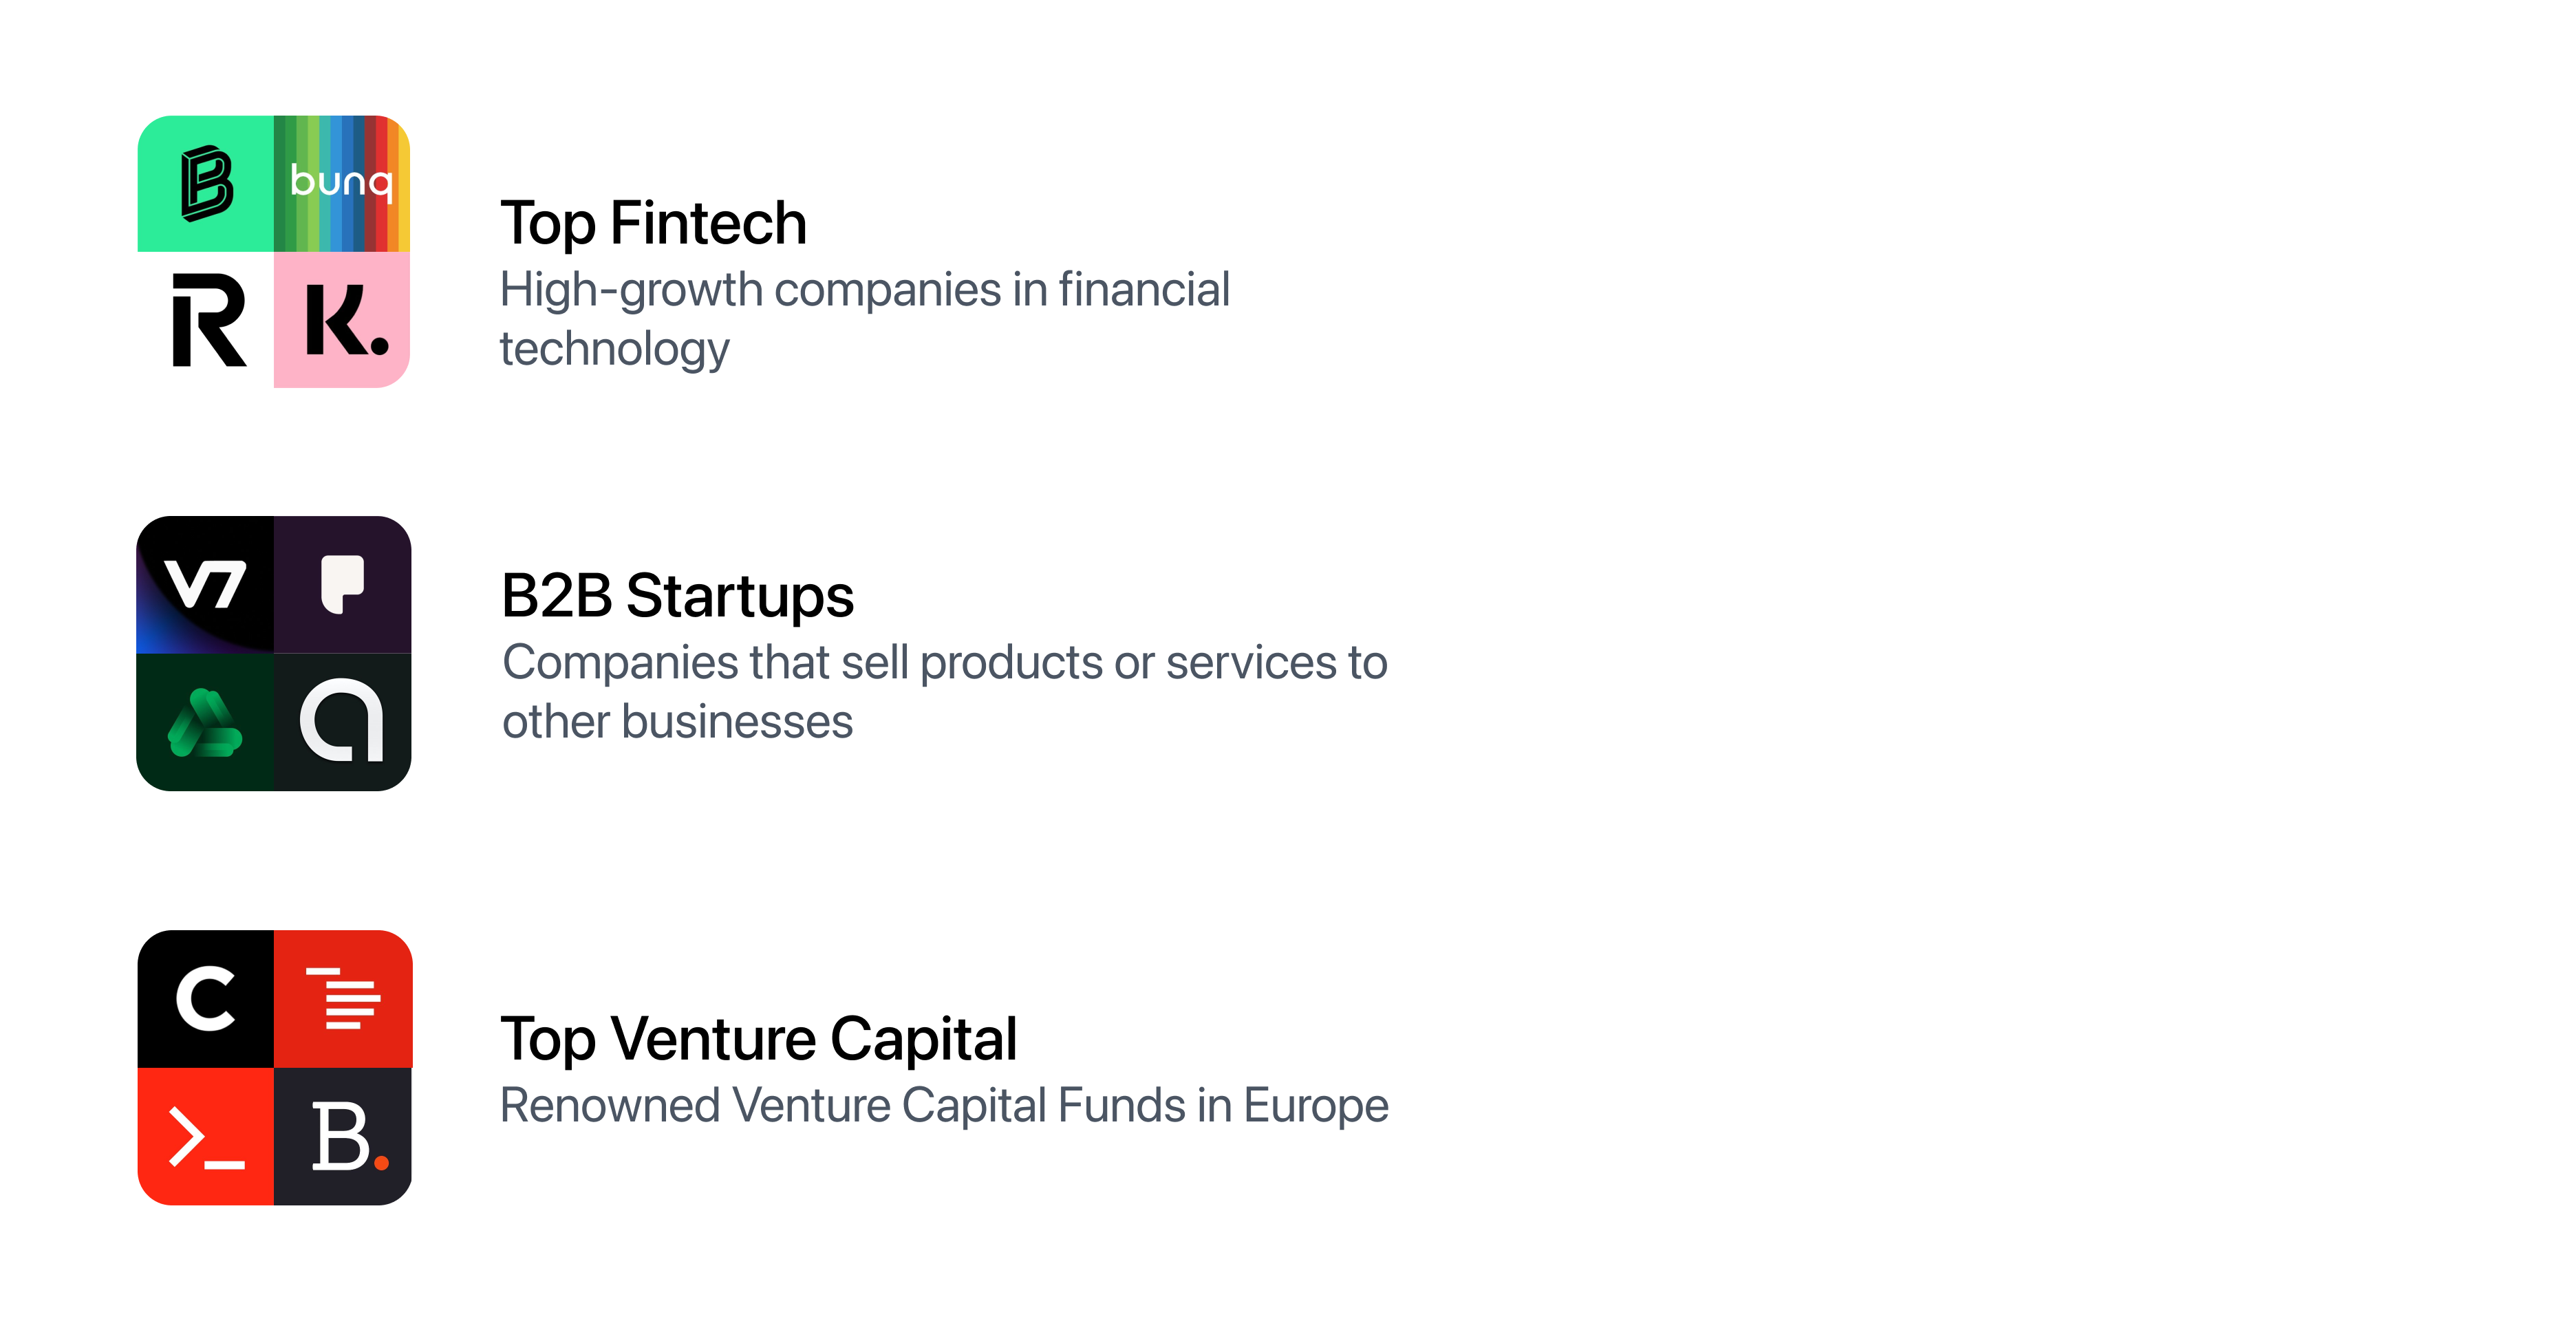 B
bunq
R
K.
Top Fintech
High-growth companies in financial
technology
V7
B2B Startups
Companies that sell products or services to
other businesses
C
>_
B.
Top Venture Capital
Renowned Venture Capital Funds in Europe